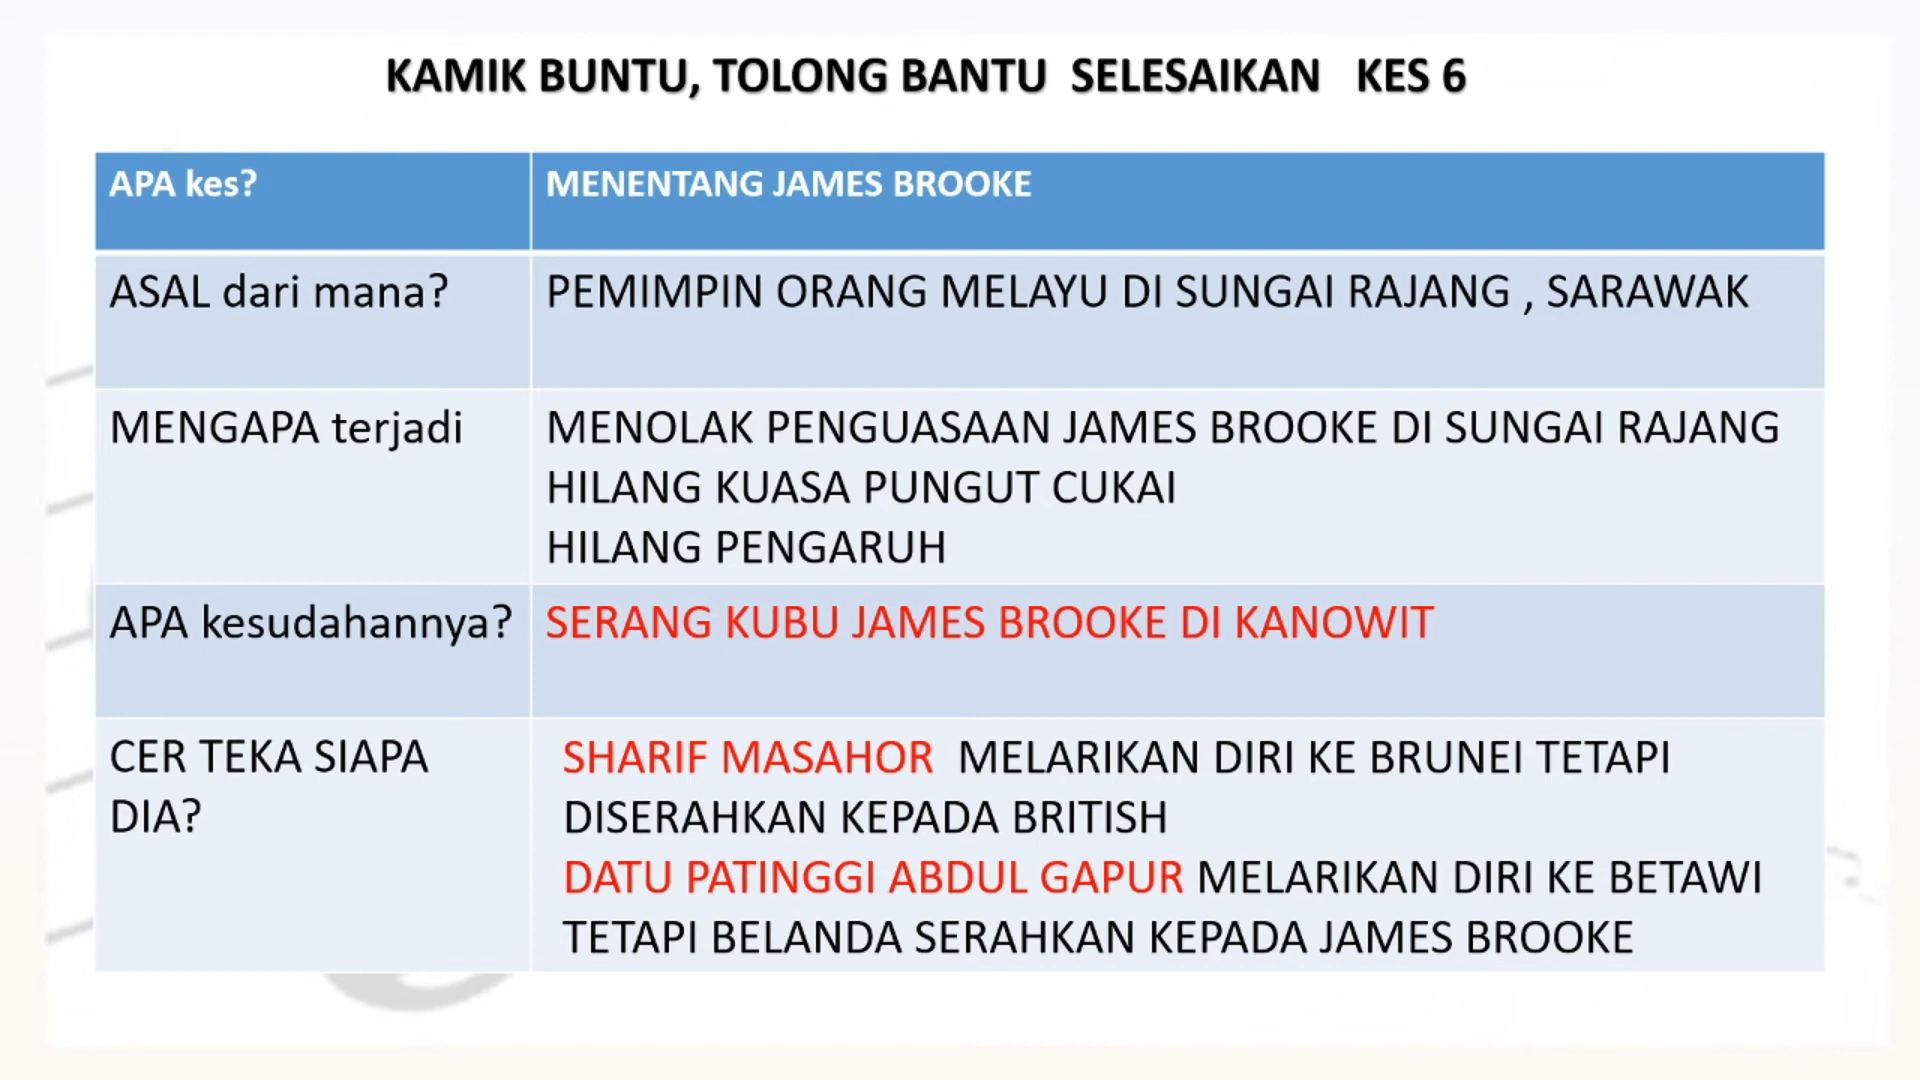 KAMIK BUNTU, TOLONG BANTU SELESAIKAN KES 6
APA kes?
MENENTANG JAMES BROOKE
ASAL dari mana?
PEMIMPIN ORANG MELAYU DI SUNGAI RAJANG , SARAWAK
MENGAPA terjadi
MENOLAK PENGUASAAN JAMES BROOKE DI SUNGAI RAJANG
HILANG KUASA PUNGUT CUKAI
HILANG PENGARUH
APA kesudahannya?
SERANG KUBU JAMES BROOKE DI KANOWIT
CER TEKA SIAPA
DIA?
SHARIF MASAHOR MELARIKAN DIRI KE BRUNEI TETAPI
DISERAHKAN KEPADA BRITISH
DATU PATINGGI ABDUL GAPUR MELARIKAN DIRI KE BETAWI
TETAPI BELANDA SERAHKAN KEPADA JAMES BROOKE